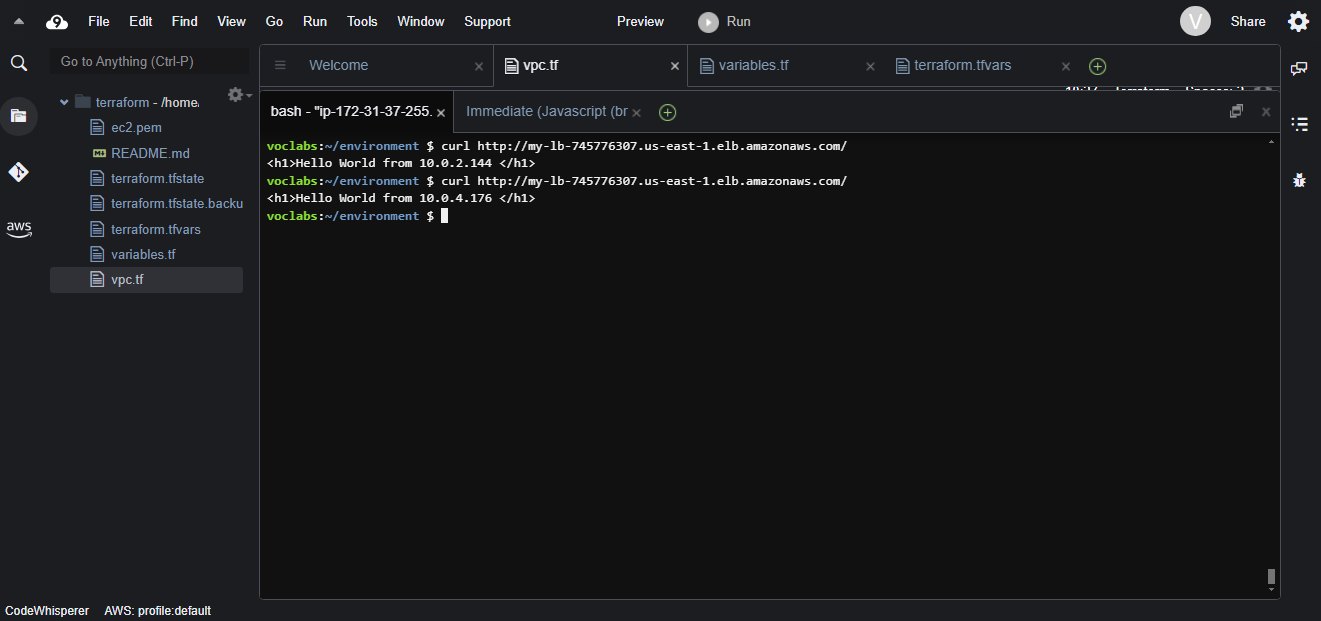 File Edit Find View Go Run Tools Window Support Preview Run V Share
Go to Anything (Ctrl-P)
Welcome vpc.tf variables.tf terraform.tfvars
terraform - /home/
ec2.pem
README.md
terraform.tfstate
terraform.tfstate.backu
terraform.tfvars
variables.tf
vpc.tf
aws
bash - "ip-172-31-37-255. Immediate (Javascript (br
voclabs:~/environment $ curl http://my-lb-745776307.us-east-1.elb.amazonaws.com/
<h1>Hello World from 10.0.2.144 </h1>
voclabs:~/environment $ curl http://my-lb-745776307.us-east-1.elb.amazonaws.com/
<h1>Hello World from 10.0.4.176 </h1>
voclabs:~/environment $
CodeWhisperer AWS: profile:default